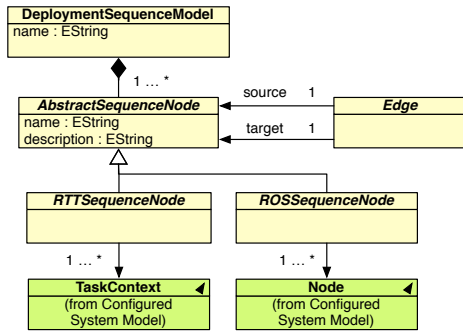 DeploymentSequenceModel
name : EString
1 ... *
AbstractSequenceNode
name : EString
description : EString
source 1
target 1
Edge
RTTSequenceNode
ROSSequenceNode
1 ... *
1 ... *
TaskContext
(from Configured
System Model)
Node
(from Configured
System Model)